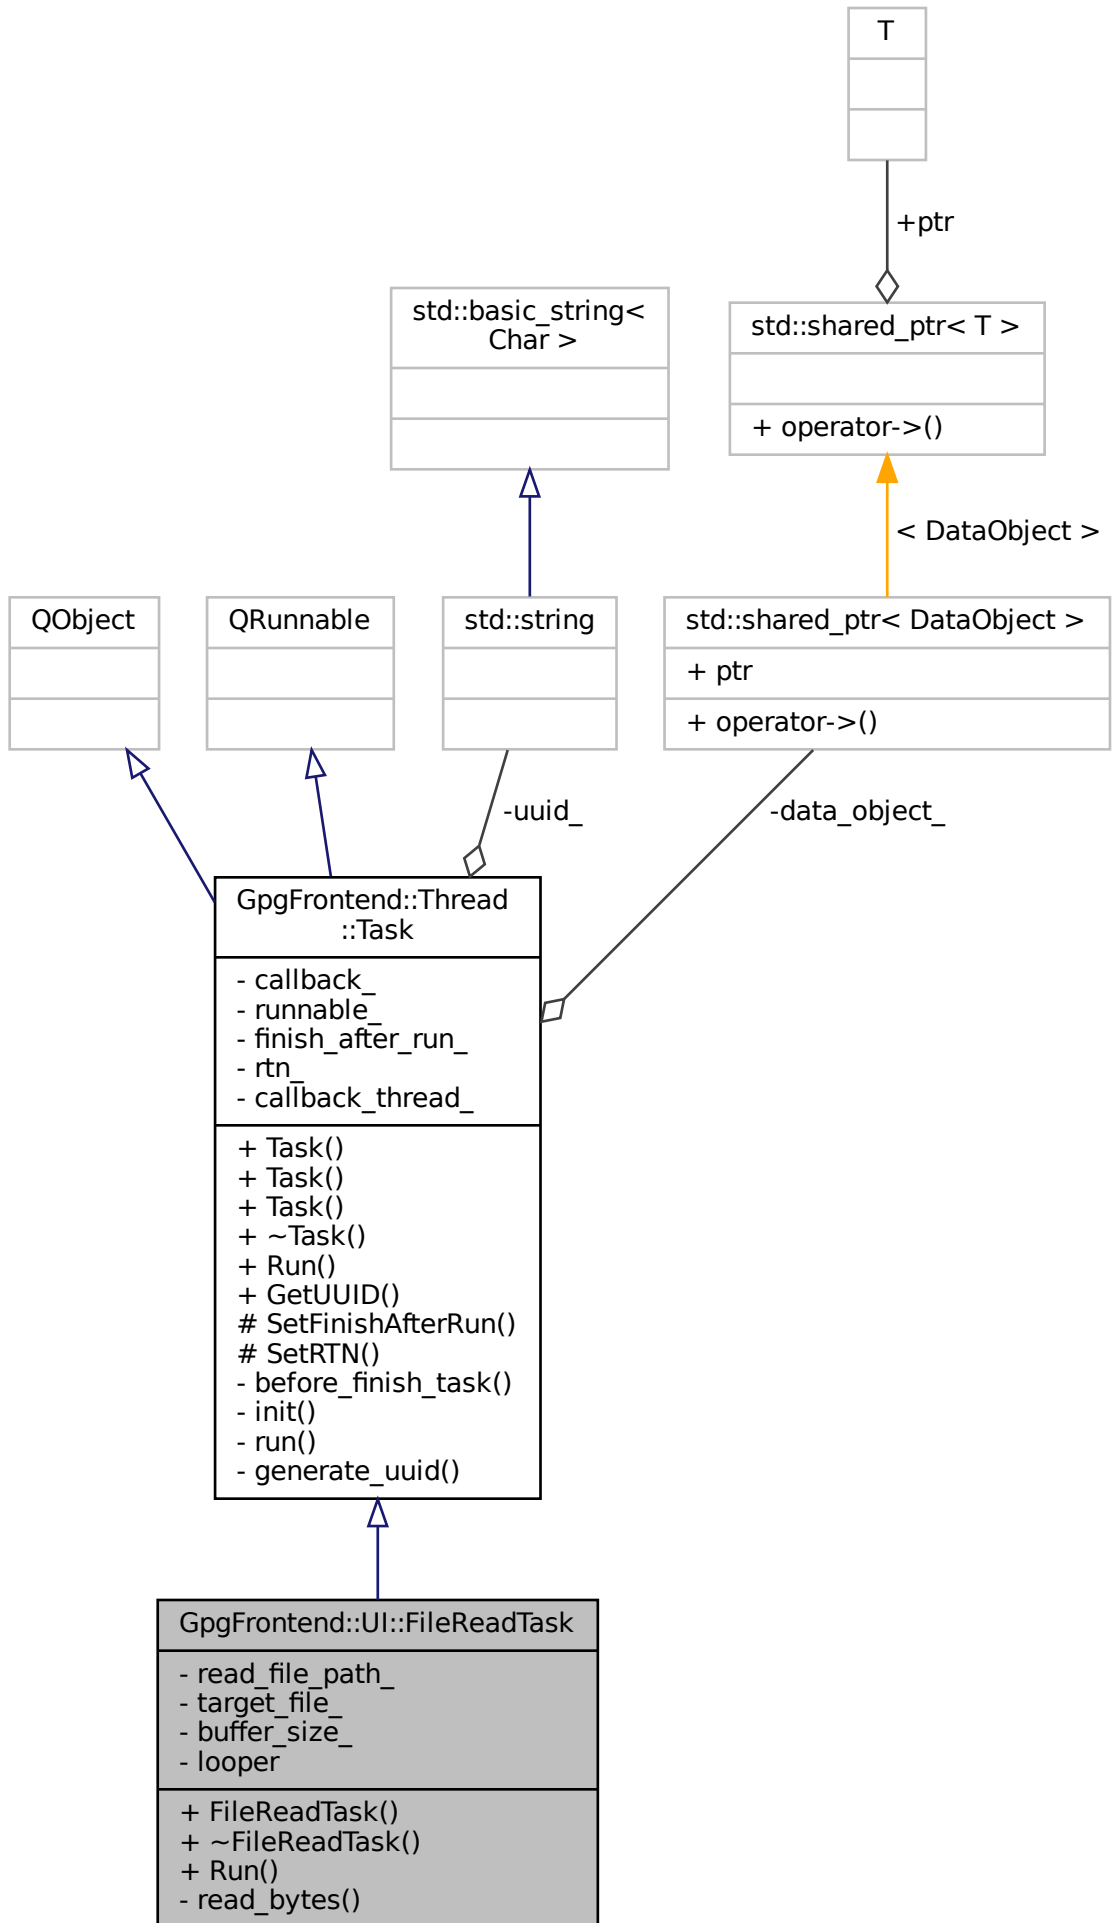 T
+ptr
std::basic_string<
Char >
std::shared_ptr< T >
+ operator->()
< DataObject >
QObject
QRunnable
std::string
std::shared_ptr< DataObject >
+ ptr
+ operator->()
-uuid_
-data_object_
GpgFrontend::Thread
::Task
- callback_
- runnable_
- finish_after_run_
- rtn_
- callback_thread_
+ Task()
+ Task()
+ Task()
+ ~Task()
+ Run()
+ GetUUID()
# SetFinishAfterRun()
# SetRTN()
- before_finish_task()
- init()
- run()
- generate_uuid()
GpgFrontend::UI::FileReadTask
- read_file_path_
- target_file_
- buffer_size_
- looper
+ FileReadTask()
+ ~FileReadTask()
+ Run()
- read_bytes()